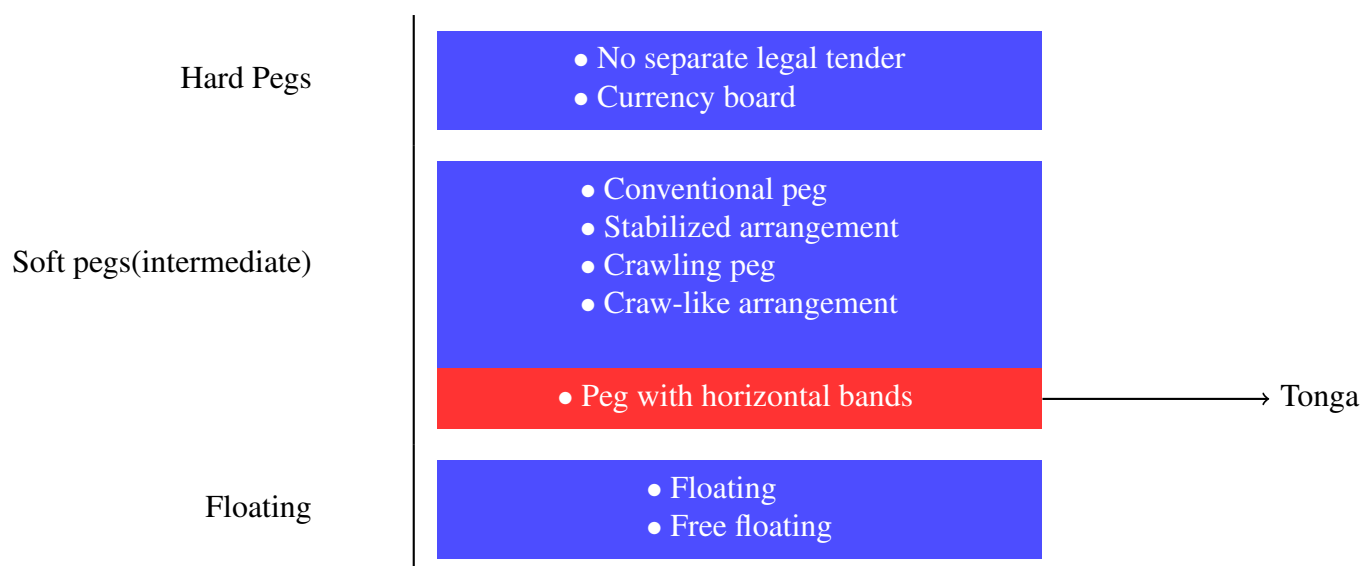 Hard Pegs
• No separate legal tender
• Currency board
Soft pegs(intermediate)
• Conventional peg
• Stabilized arrangement
• Crawling peg
• Craw-like arrangement
• Peg with horizontal bands
Tonga
Floating
• Floating
• Free floating